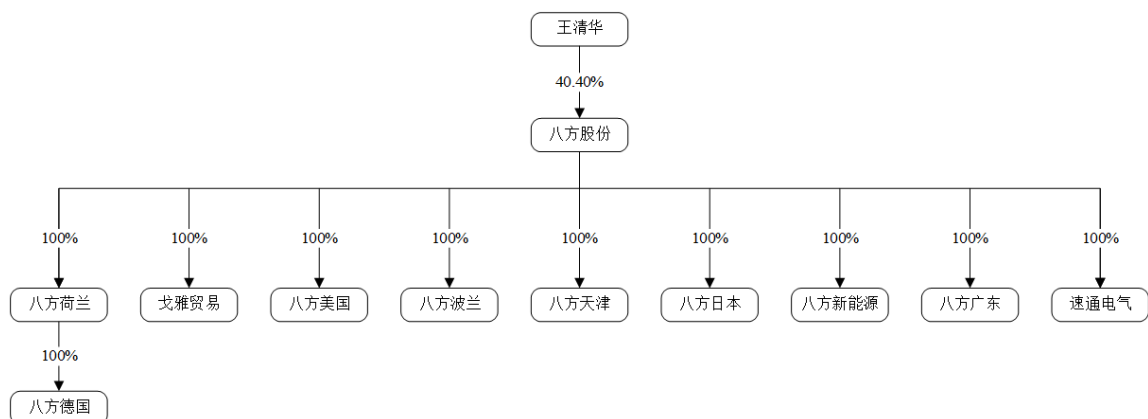 王清华
40.40%
八方股份
100%
100%
100%
100%
100%
100%
100%
100%
100%
八方荷兰
戈雅贸易
八方美国
八方波兰
八方天津
八方日本
八方新能源
八方广东
速通电气
100%
八方德国